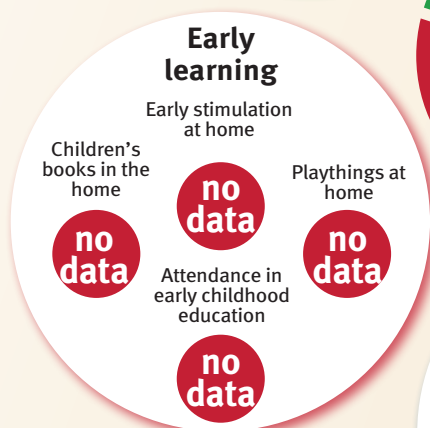 Early
learning
Early stimulation
at home
no
data
Children's
books in the
home
no
data
Playthings at
home
no
data
Attendance in
early childhood
education
no
data